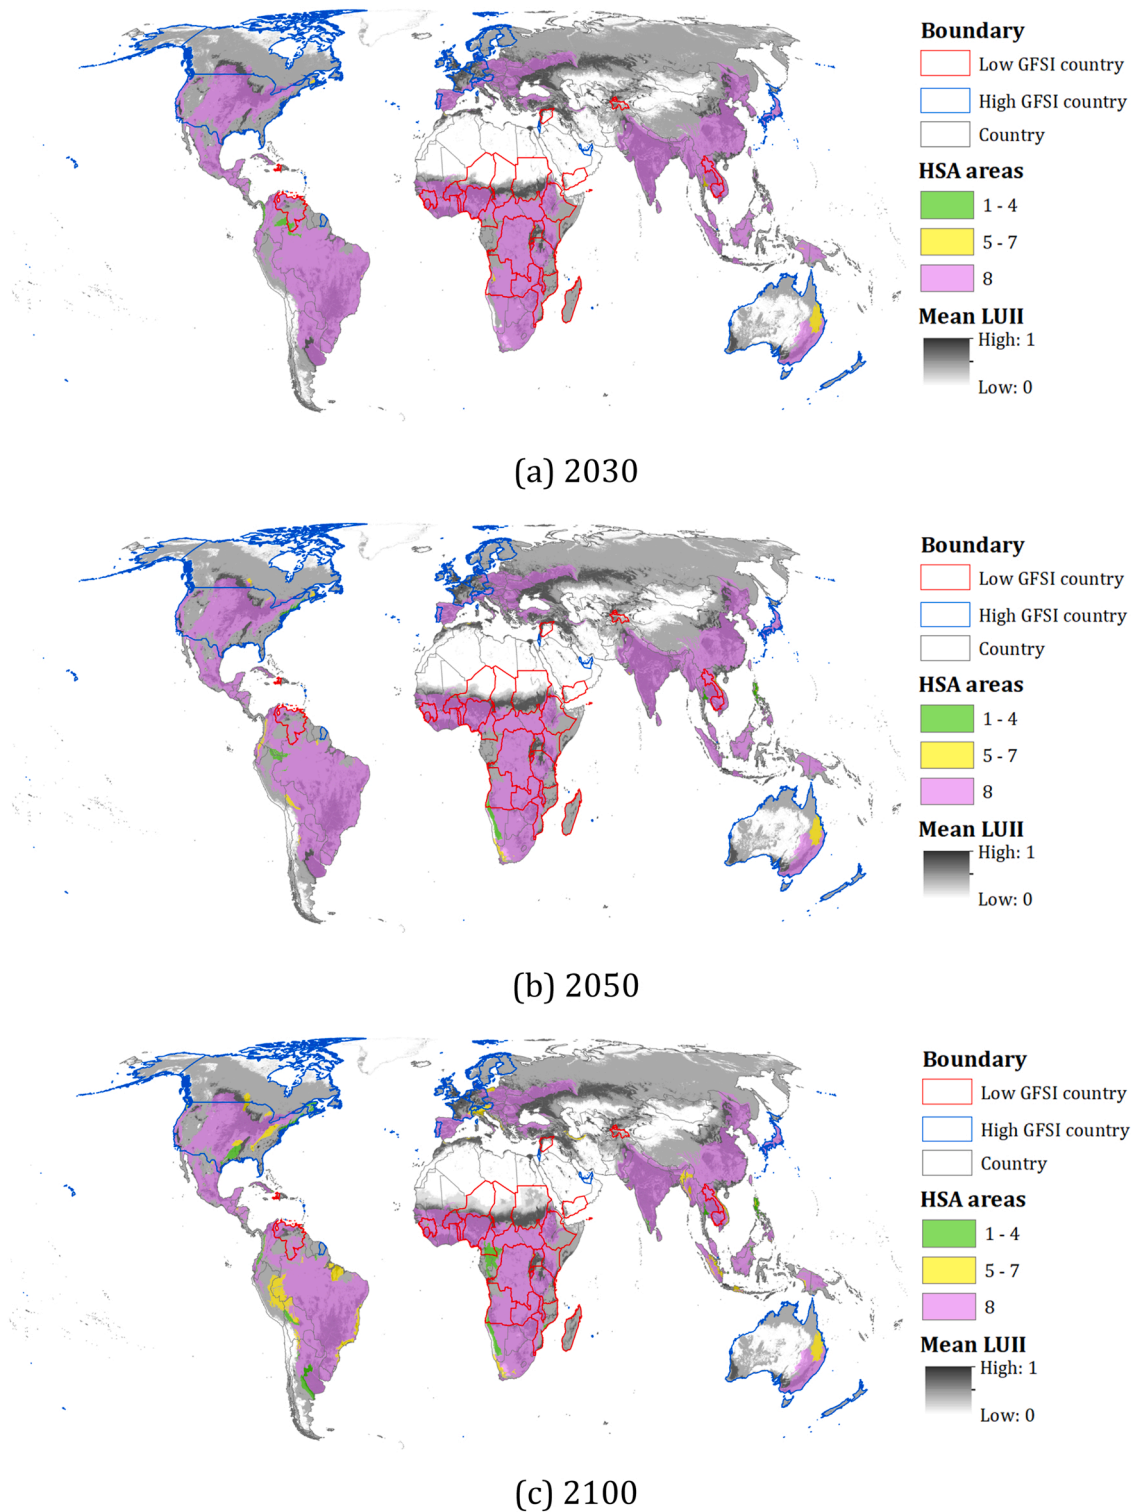 Boundary
Low GFSI country
High GFSI country
Country
HSA areas
1 - 4
5 - 7
8
Mean LUII
High: 1
Low: 0
(a) 2030
Boundary
Low GFSI country
High GFSI country
Country
HSA areas
1 - 4
5 - 7
8
Mean LUII
High: 1
Low: 0
(b) 2050
Boundary
Low GFSI country
High GFSI country
Country
HSA areas
1 - 4
5 - 7
8
Mean LUII
High: 1
Low: 0
(c) 2100